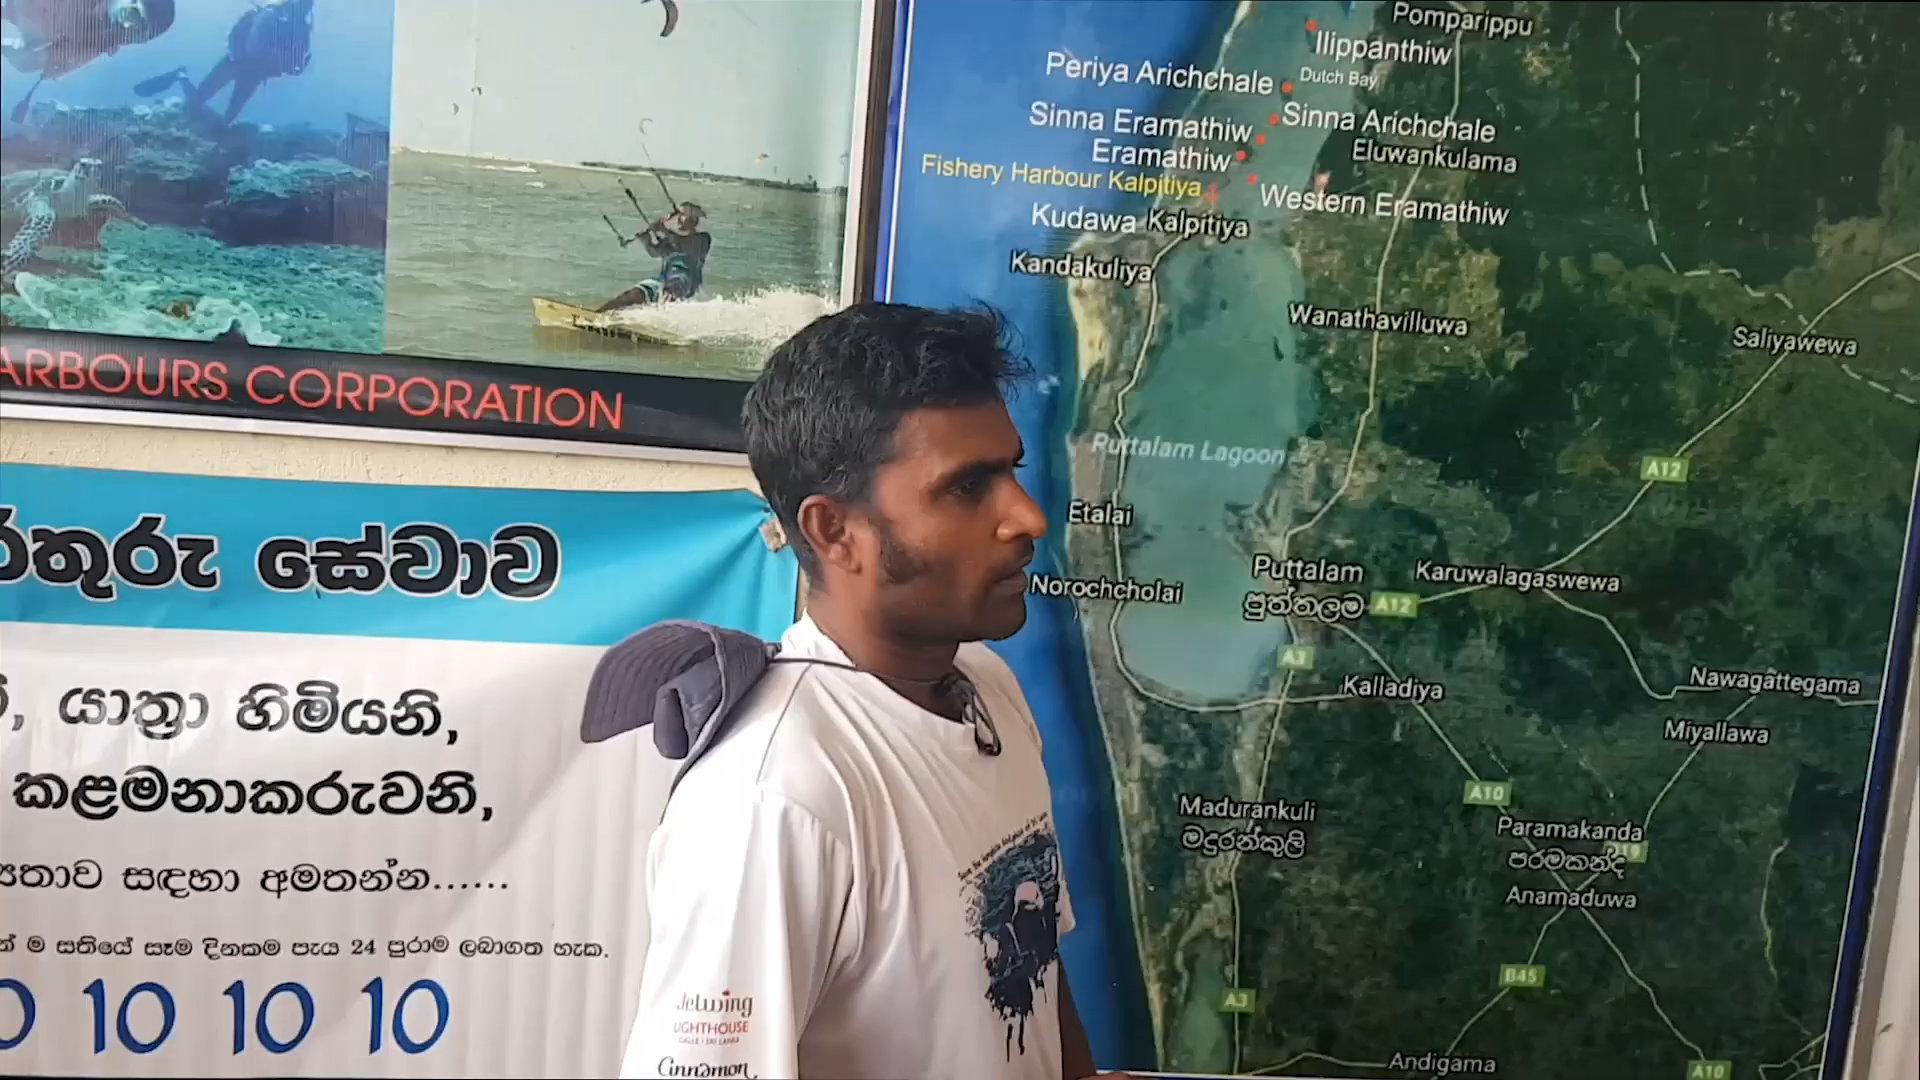 ARBOURS CORPORATION
තුරු සේවාව
යාත්‍රා හිමියනි,
කළමනාකරුවනි,
සඳහා අමතන්න......
ම සතියේ සෑම දිනකම පැය 24 පුරාම ලබාගත හැක.
10 10 10
Pomparippu
Ilippanthiw
Periya Arichchale
Dutch Bay
Sinna Eramathiw
Sinna Arichchale
Eramathiw
Eluwankulama
Fishery Harbour Kalpitiya
Western Eramathiw
Kudawa
Kalpitiya
Kandakuliya
Wanathavilluwa
Saliyawewa
Puttalam Lagoon
A12
Etalai
Puttalam
පුත්තලම
A12
Karuwalagaswewa
Norochcholai
A3
Kalladiya
Nawagattegama
Miyallawa
A10
Madurankuli
මදුරන්කුලි
Paramakanda
පරමකන්ද
Anamaduwa
B45
A3
Andigama
A10
Jetwing
LIGHTHOUSE
GALLE - SRI LANKA
Cinnamon